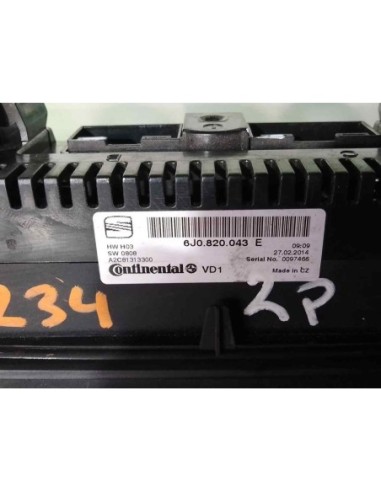 HW H03
SW 0808
A2C81313300
6J0.820.043 E
09:09
27.02.2014
Serial No. 0097466
Continental VD1
Made in cz
234
2P